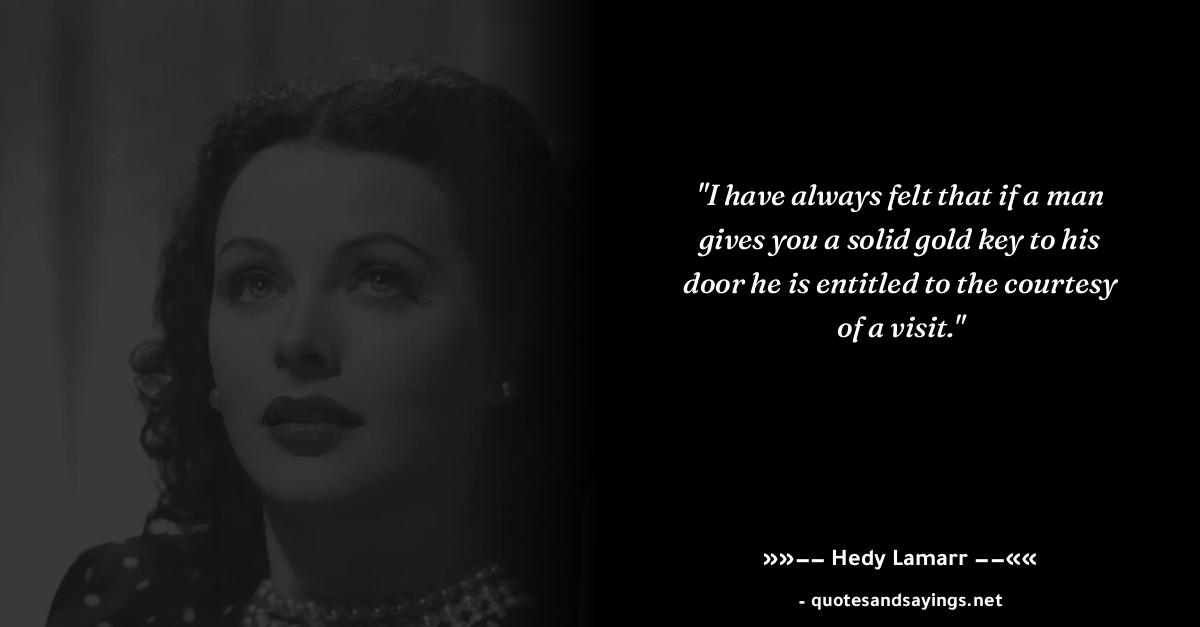 "I have always felt that if a man
gives you a solid gold key to his
door he is entitled to the courtesy
of a visit."
»»−− Hedy Lamarr −−««
- quotesandsayings.net